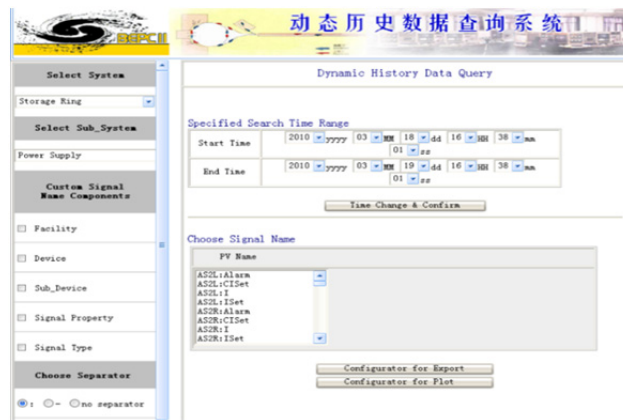 BEPCII
动态历史数据查询系统
Select System
Storage Ring
Select Sub_System
Power Supply
Custom Signal
Name Components
Facility
Device
Sub_Device
Signal Property
Signal Type
Choose Separator
: - no separator
Dynamic History Data Query
Specified Search Time Range
Start Time 2010 yyyy 03 MM 18 dd 16 HH 38 mm
01 ss
End Time 2010 yyyy 03 MM 19 dd 16 HH 38 mm
01 ss
Time Change & Confirm
Choose Signal Name
PV Name
AS2L:Alarm
AS2L:CISet
AS2L:I
AS2L:ISet
AS2R:Alarm
AS2R:CISet
AS2R:I
AS2R:ISet
Configurator for Export
Configurator for Plot